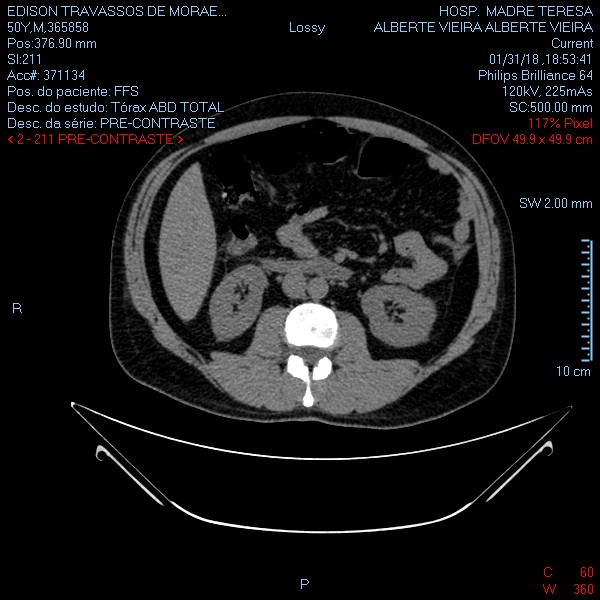 EDISON TRAVASSOS DE MORAE...
50Y,M,365858
Pos:376.90 mm
Sl:211
Acc#: 371134
Pos. do paciente: FFS
Desc. do estudo: Tórax ABD TOTAL
Desc. da série: PRE-CONTRASTE
< 2 - 211 PRE-CONTRASTE >
Lossy
HOSP. MADRE TERESA
ALBERTE VIEIRA ALBERTE VIEIRA
Current
01/31/18 ,18:53:41
Philips Brilliance 64
120kV, 225mAs
SC:500.00 mm
117% Pixel
DFOV 49.9 x 49.9 cm
SW 2.00 mm
R
10 cm
P
C 60
W 360